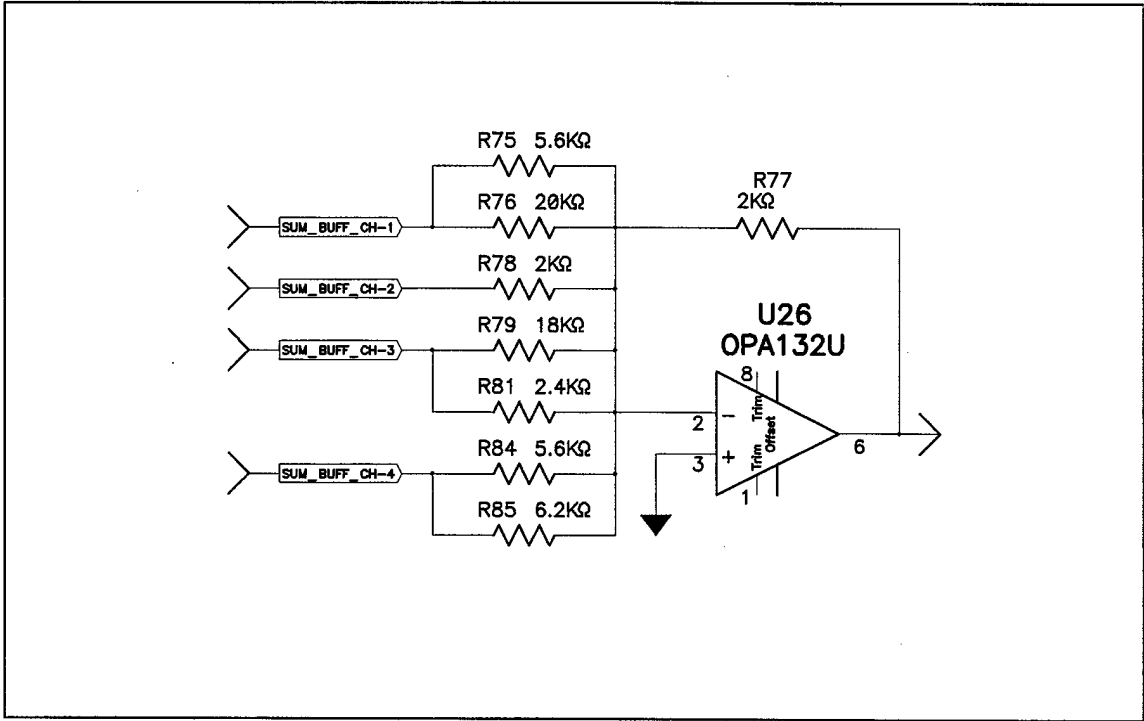 R75 5.6KΩ
R77
2KΩ
R76 20KΩ
SUM_BUFF_CH-1
R78 2KΩ
SUM_BUFF_CH-2
U26
OPA132U
R79 18KΩ
SUM_BUFF_CH-3
8
Trim
R81 2.4KΩ
2
−
Offset
6
R84 5.6KΩ
3
+
Trim
SUM_BUFF_CH-4
1
R85 6.2KΩ